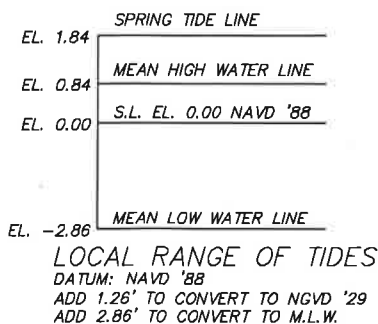 SPRING TIDE LINE
EL. 1.84
MEAN HIGH WATER LINE
EL. 0.84
S.L. EL. 0.00 NAVD '88
EL. 0.00
MEAN LOW WATER LINE
EL. -2.86
LOCAL RANGE OF TIDES
DATUM: NAVD '88
ADD 1.26' TO CONVERT TO NGVD '29
ADD 2.86' TO CONVERT TO M.L.W.